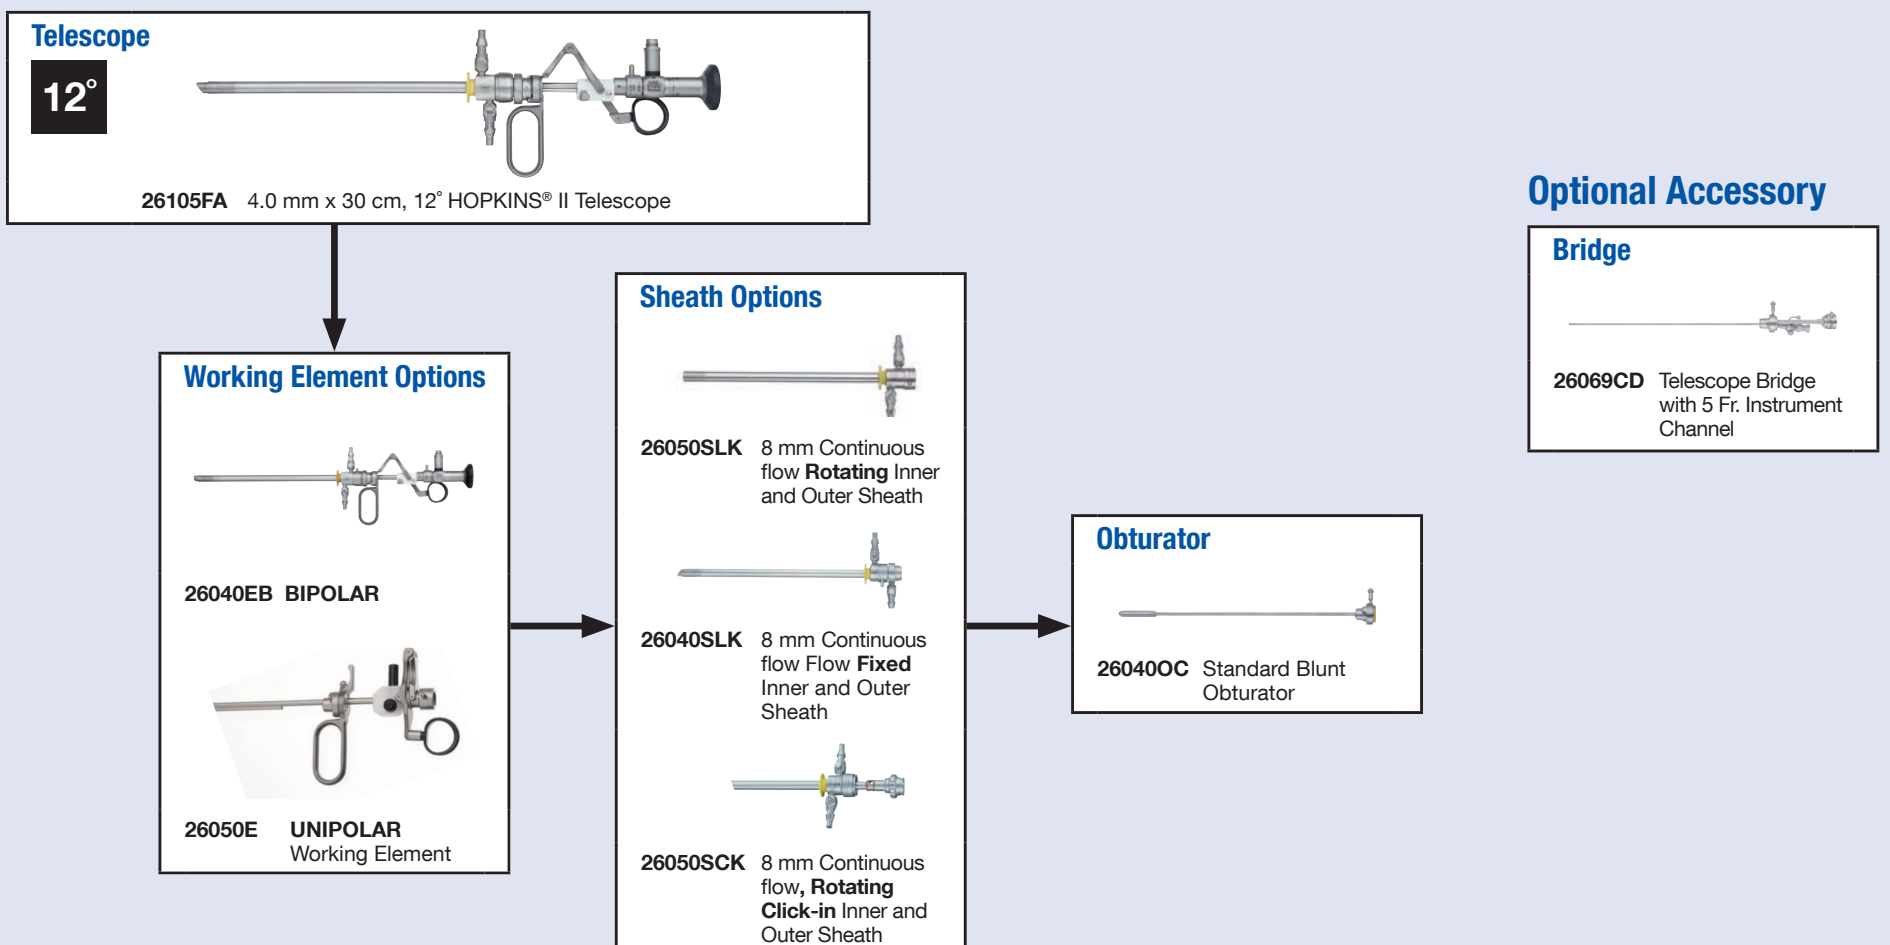 Telescope
12°
26105FA 4.0 mm x 30 cm, 12° HOPKINS® II Telescope
Working Element Options
26040EB BIPOLAR
26050E UNIPOLAR
Working Element
Sheath Options
26050SLK 8 mm Continuous
flow Rotating Inner
and Outer Sheath
26040SLK 8 mm Continuous
flow Flow Fixed
Inner and Outer
Sheath
26050SCK 8 mm Continuous
flow, Rotating
Click-in Inner and
Outer Sheath
Obturator
26040OC Standard Blunt
Obturator
Optional Accessory
Bridge
26069CD Telescope Bridge
with 5 Fr. Instrument
Channel